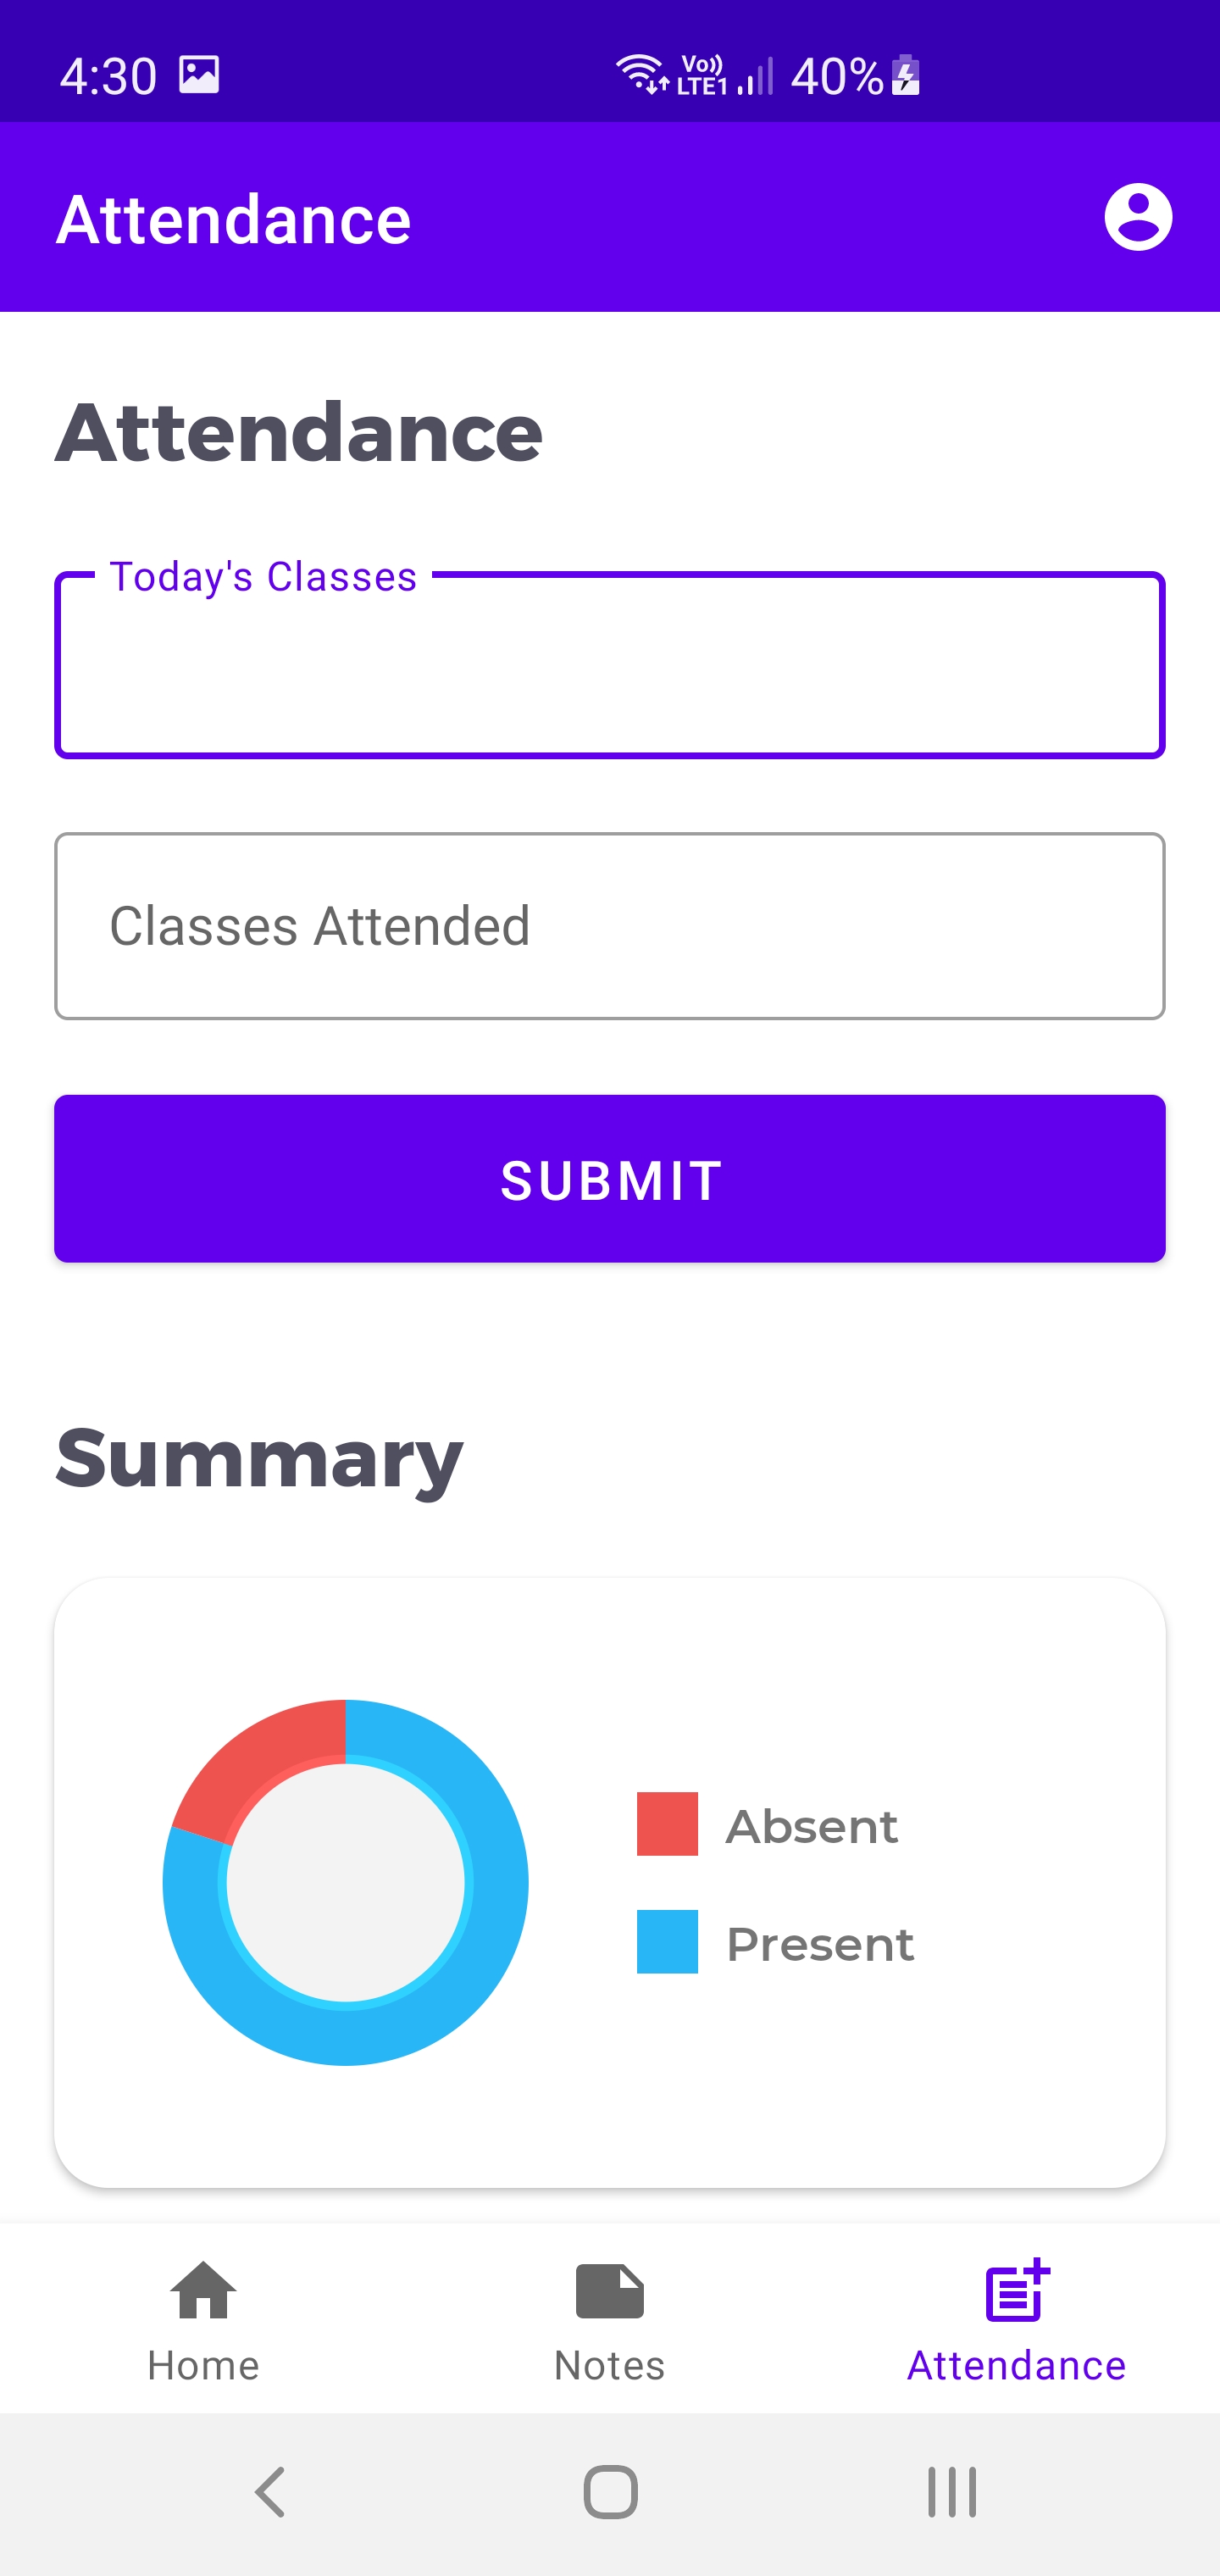 4:30 Vo)) LTE1 40%
Attendance
Attendance
Today's Classes
Classes Attended
SUBMIT
Summary
Absent
Present
Home Notes Attendance